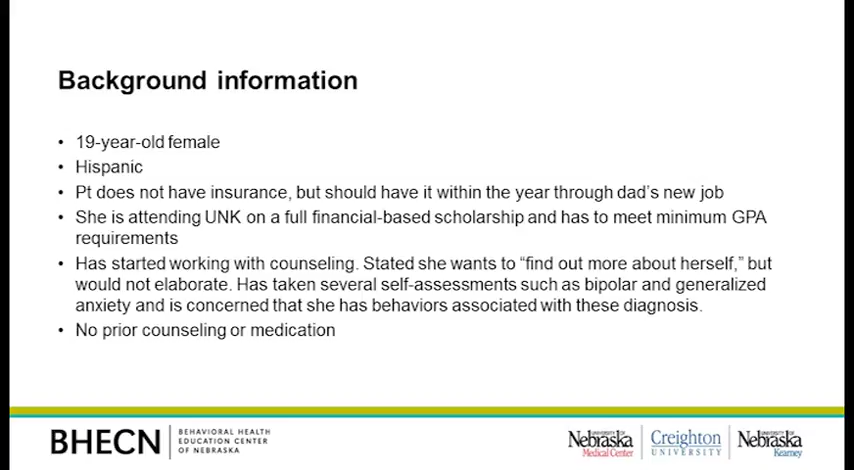 Background information
• 19-year-old female
• Hispanic
• Pt does not have insurance, but should have it within the year through dad's new job
• She is attending UNK on a full financial-based scholarship and has to meet minimum GPA
requirements
• Has started working with counseling. Stated she wants to “find out more about herself,” but
would not elaborate. Has taken several self-assessments such as bipolar and generalized
anxiety and is concerned that she has behaviors associated with these diagnosis.
• No prior counseling or medication
BHECN
BEHAVIORAL HEALTH
EDUCATION CENTER
OF NEBRASKA
UNIVERSITY OF
Nebraska
Medical Center
Creighton
UNIVERSITY
UNIVERSITY OF
Nebraska
Kearney